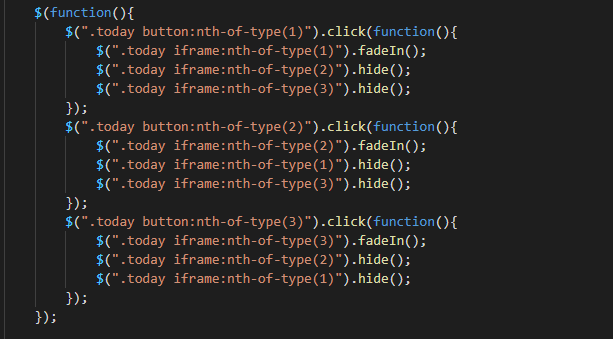 $(function(){
$(".today button:nth-of-type(1)").click(function(){
$(".today iframe:nth-of-type(1)").fadeIn();
$(".today iframe:nth-of-type(2)").hide();
$(".today iframe:nth-of-type(3)").hide();
});
$(".today button:nth-of-type(2)").click(function(){
$(".today iframe:nth-of-type(2)").fadeIn();
$(".today iframe:nth-of-type(1)").hide();
$(".today iframe:nth-of-type(3)").hide();
});
$(".today button:nth-of-type(3)").click(function(){
$(".today iframe:nth-of-type(3)").fadeIn();
$(".today iframe:nth-of-type(2)").hide();
$(".today iframe:nth-of-type(1)").hide();
});
});